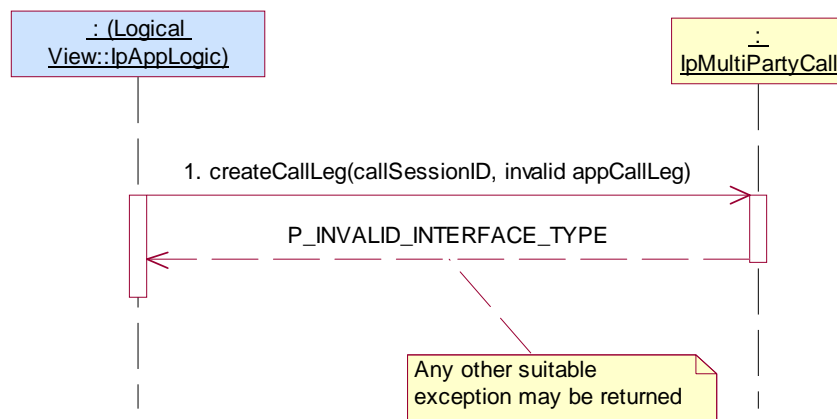 : (Logical
View::IpAppLogic)
:
IpMultiPartyCall
1. createCallLeg(callSessionID, invalid appCallLeg)
P_INVALID_INTERFACE_TYPE
Any other suitable
exception may be returned